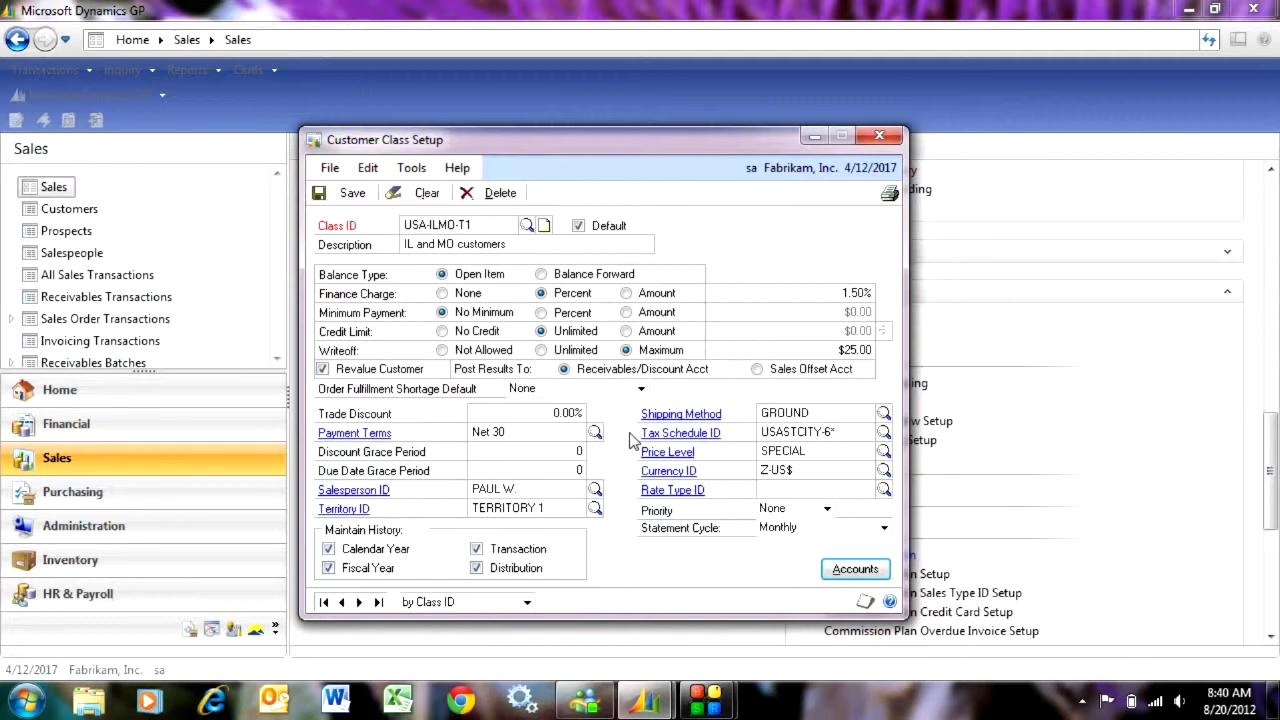 Microsoft Dynamics GP
Home Sales Sales
Transactions Inquiry Reports Cards
Sales
Sales
Customers
Prospects
Salespeople
All Sales Transactions
Receivables Transactions
Sales Order Transactions
Invoicing Transactions
Receivables Batches
Home
Financial
Sales
Purchasing
Administration
Inventory
HR & Payroll
Customer Class Setup
File Edit Tools Help sa Fabrikam, Inc. 4/12/2017
Save Clear Delete
Class ID USA-ILMO-T1 Default
Description IL and MO customers
Balance Type: Open Item Balance Forward
Finance Charge: None Percent Amount 1.50%
Minimum Payment: No Minimum Percent Amount $0.00
Credit Limit: No Credit Unlimited Amount $0.00
Writeoff: Not Allowed Unlimited Maximum $25.00
Revalue Customer Post Results To: Receivables/Discount Acct Sales Offset Acct
Order Fulfillment Shortage Default None
Trade Discount 0.00% Shipping Method GROUND
Payment Terms Net 30 Tax Schedule ID USASTCITY-6*
Discount Grace Period 0 Price Level SPECIAL
Due Date Grace Period 0 Currency ID Z-US$
Salesperson ID PAUL W. Rate Type ID
Territory ID TERRITORY 1 Priority None
Statement Cycle: Monthly
Maintain History:
Calendar Year Transaction
Fiscal Year Distribution
Accounts
by Class ID
Setup
Setup
n Setup
n Sales Type ID Setup
n Credit Card Setup
Commission Plan Overdue Invoice Setup
4/12/2017 Fabrikam, Inc. sa
8:40 AM
8/20/2012